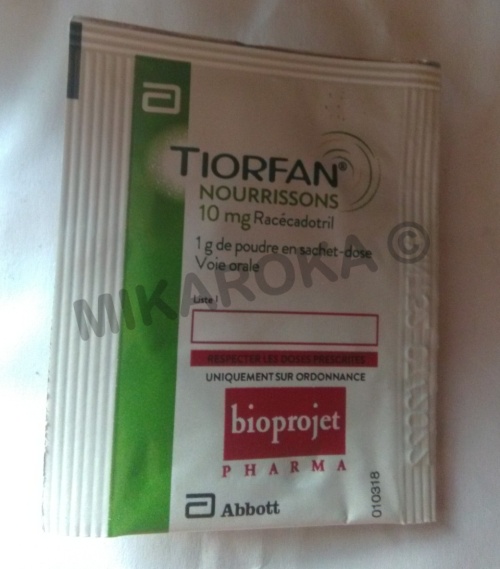 TIORFAN®
NOURRISSONS
10 mg Racécadotril
1 g de poudre en sachet-dose
Voie orale
MIKAROKA ©
Liste I
RESPECTER LES DOSES PRESCRITES
UNIQUEMENT SUR ORDONNANCE
bioprojet
PHARMA
Abbott
010318